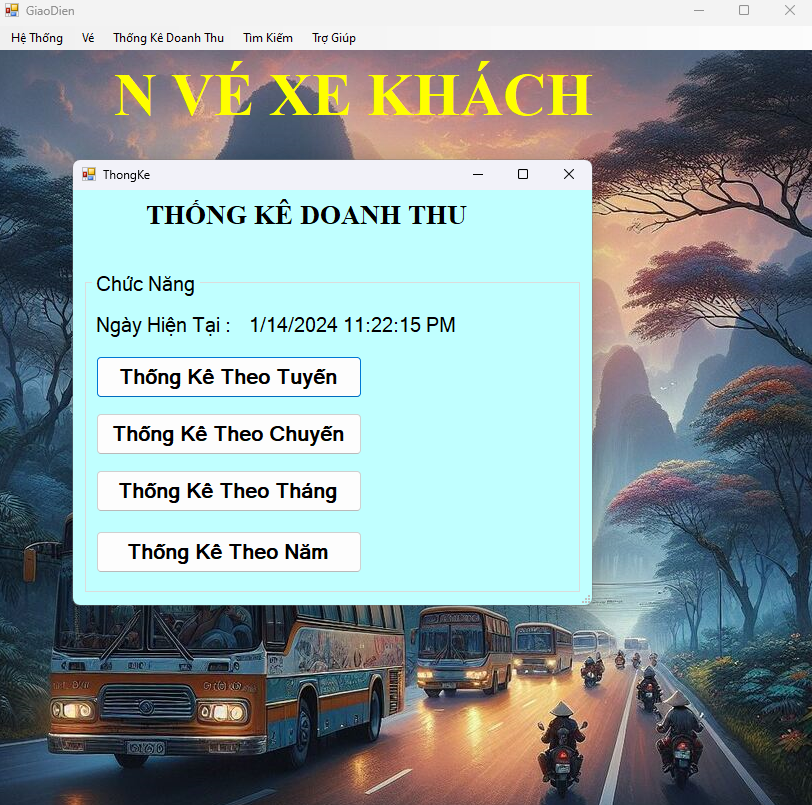 GiaoDien
Hệ Thống Vé Thống Kê Doanh Thu Tìm Kiếm Trợ Giúp
N VÉ XE KHÁCH
ThongKe
THỐNG KÊ DOANH THU
Chức Năng
Ngày Hiện Tại : 1/14/2024 11:22:15 PM
Thống Kê Theo Tuyến
Thống Kê Theo Chuyến
Thống Kê Theo Tháng
Thống Kê Theo Năm